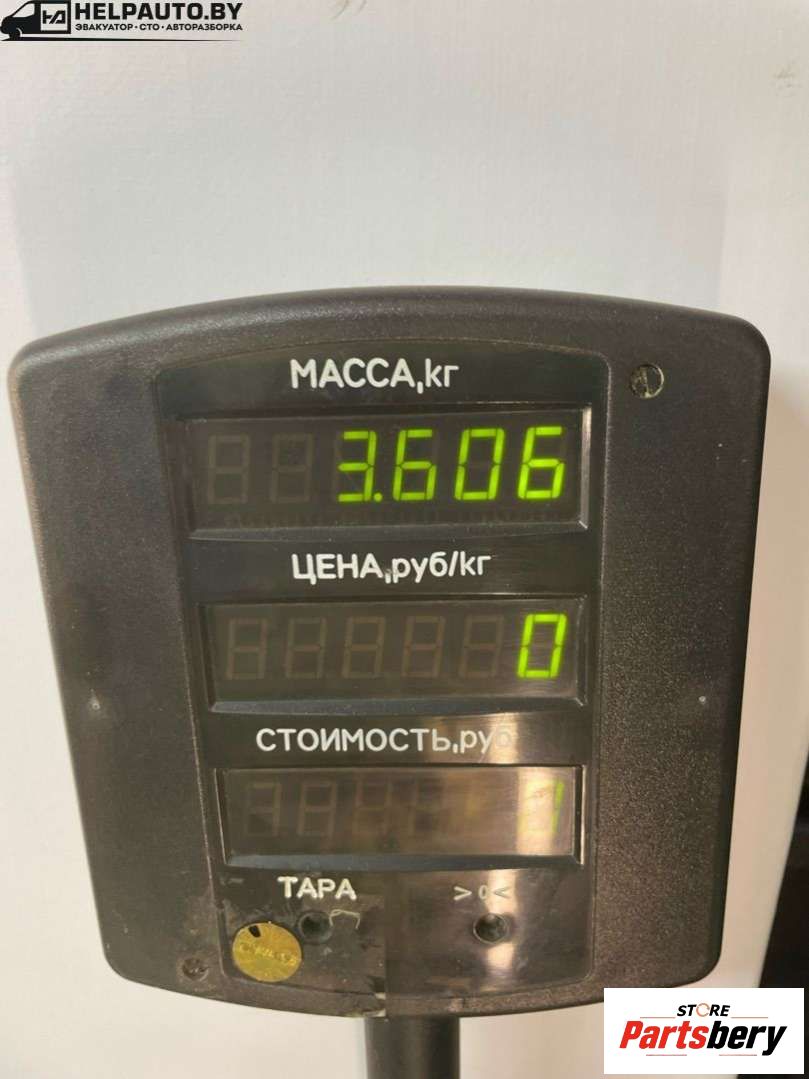 HELPAUTO.BY
ЭВАКУАТОР • СТО • АВТОРАЗБОРКА
МАССА,кг
3.606
ЦЕНА,руб/кг
0
СТОИМОСТЬ,руб
ТАРА
>0<
STORE
Partsbery